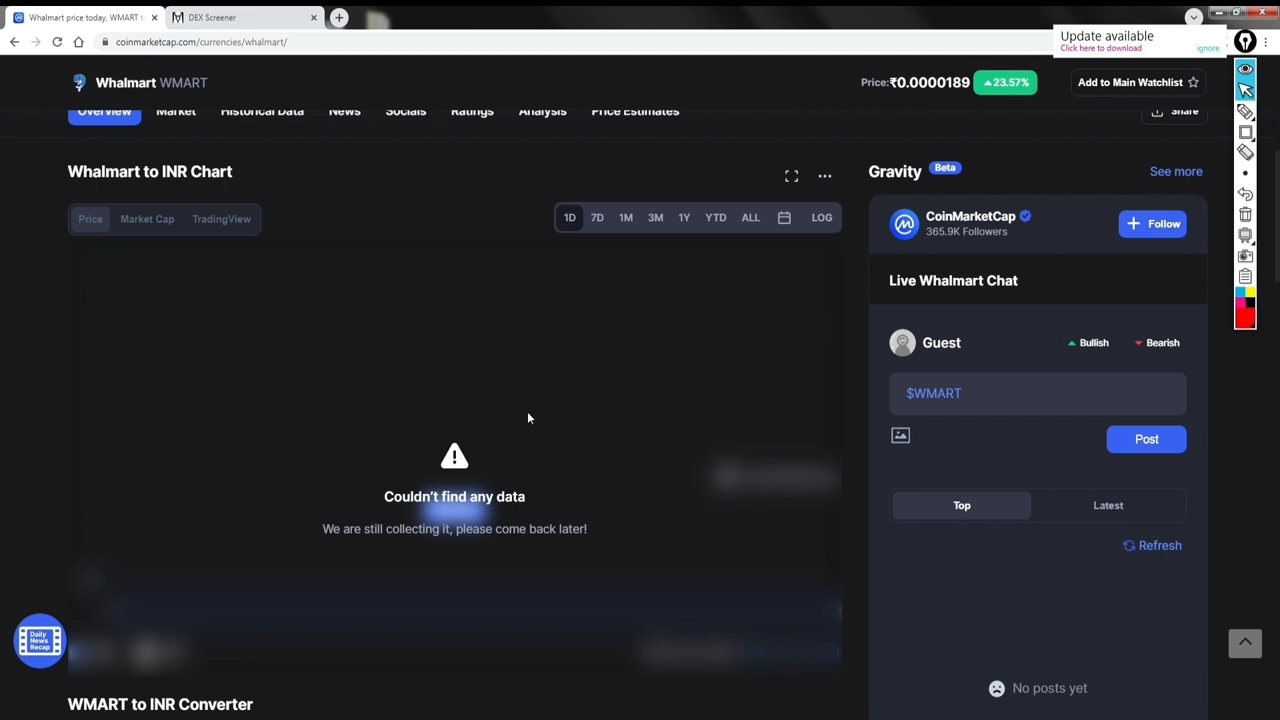 Whalmart price today, WMART t
DEX Screener
coinmarketcap.com/currencies/whalmart/
Update available
Click here to download
ignore
Whalmart WMART
Price:₹0.0000189
23.57%
Add to Main Watchlist
Overview
Market
Historical Data
News
Socials
Ratings
Analysis
Price Estimates
Share
Whalmart to INR Chart
Price
Market Cap
TradingView
1D
7D
1M
3M
1Y
YTD
ALL
LOG
Gravity
Beta
See more
CoinMarketCap
365.9K Followers
+ Follow
Live Whalmart Chat
Guest
Bullish
Bearish
$WMART
Post
Top
Latest
Refresh
No posts yet
Couldn't find any data
We are still collecting it, please come back later!
Daily
News
Recap
WMART to INR Converter